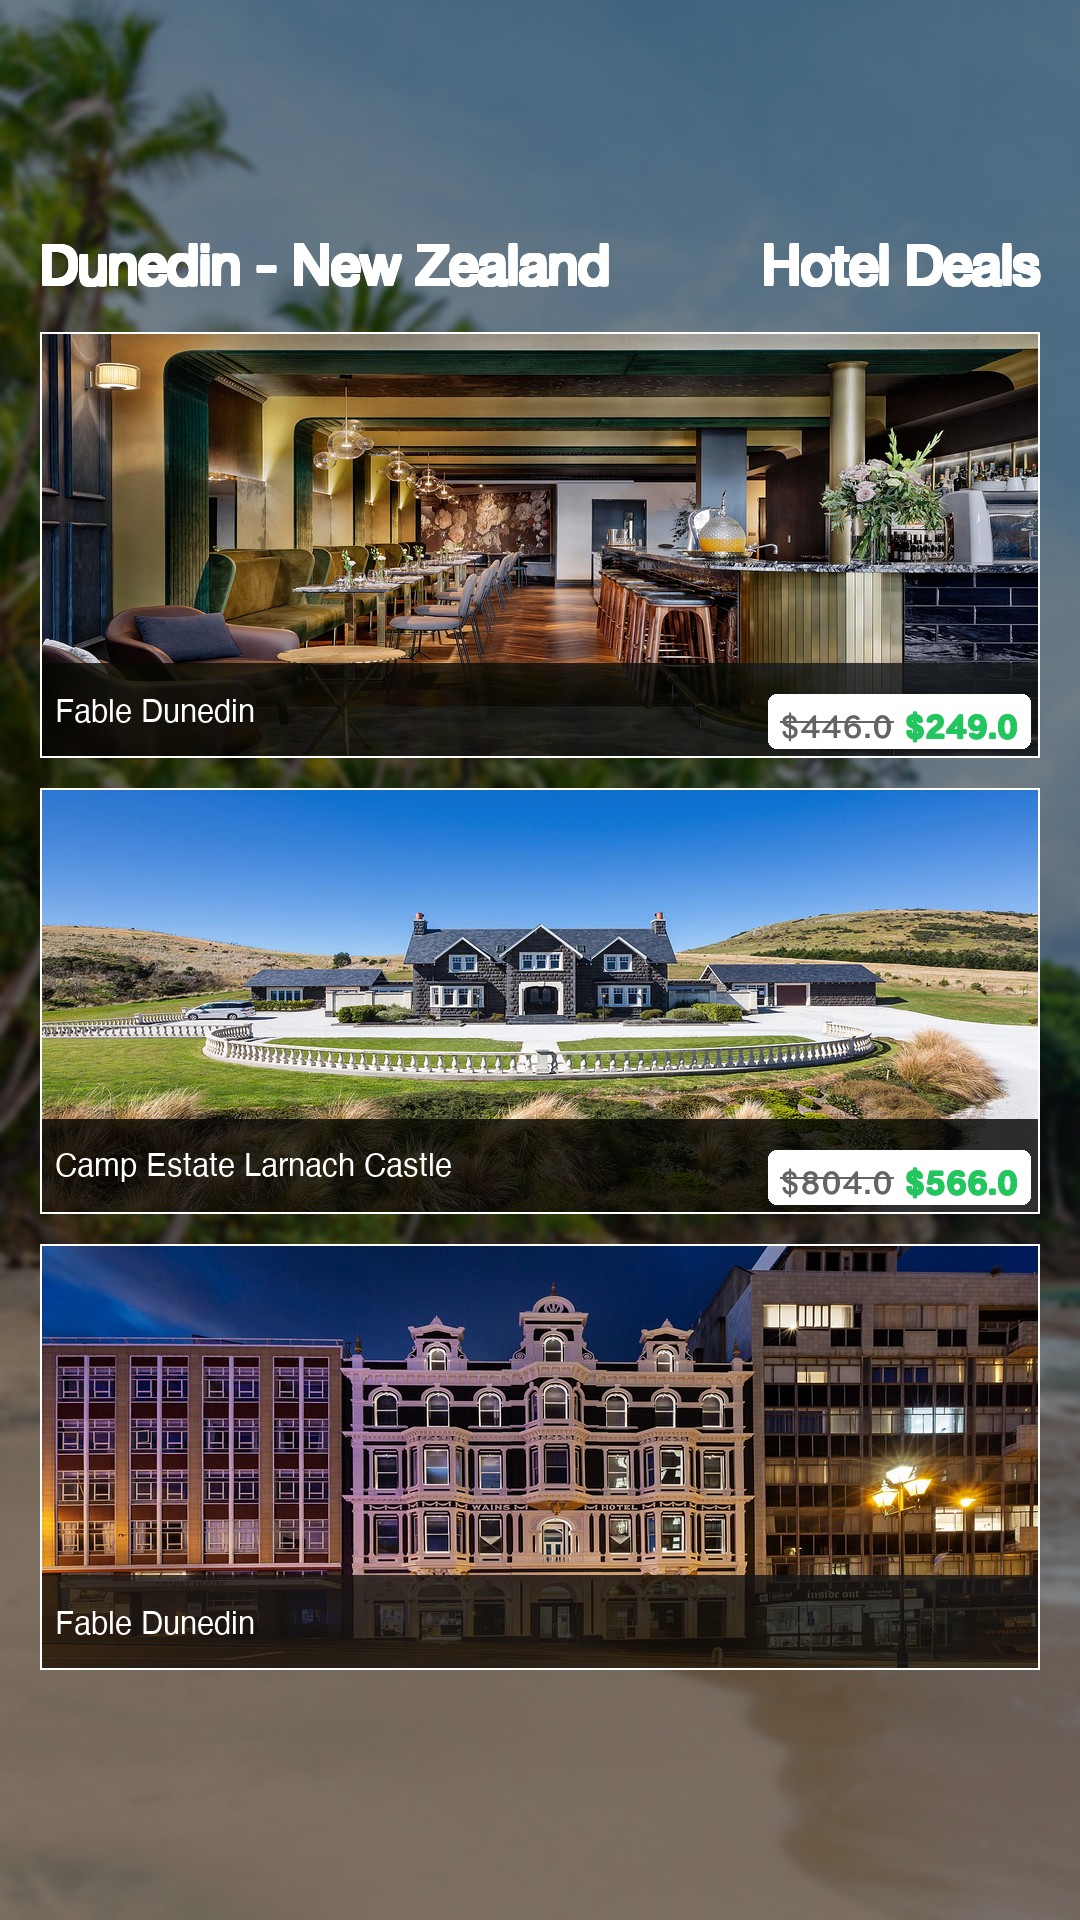 Dunedin - New Zealand
Hotel Deals
Fable Dunedin
$446.0 $249.0
Camp Estate Larnach Castle
$804.0 $566.0
WAINS HOTEL
inside out
Fable Dunedin